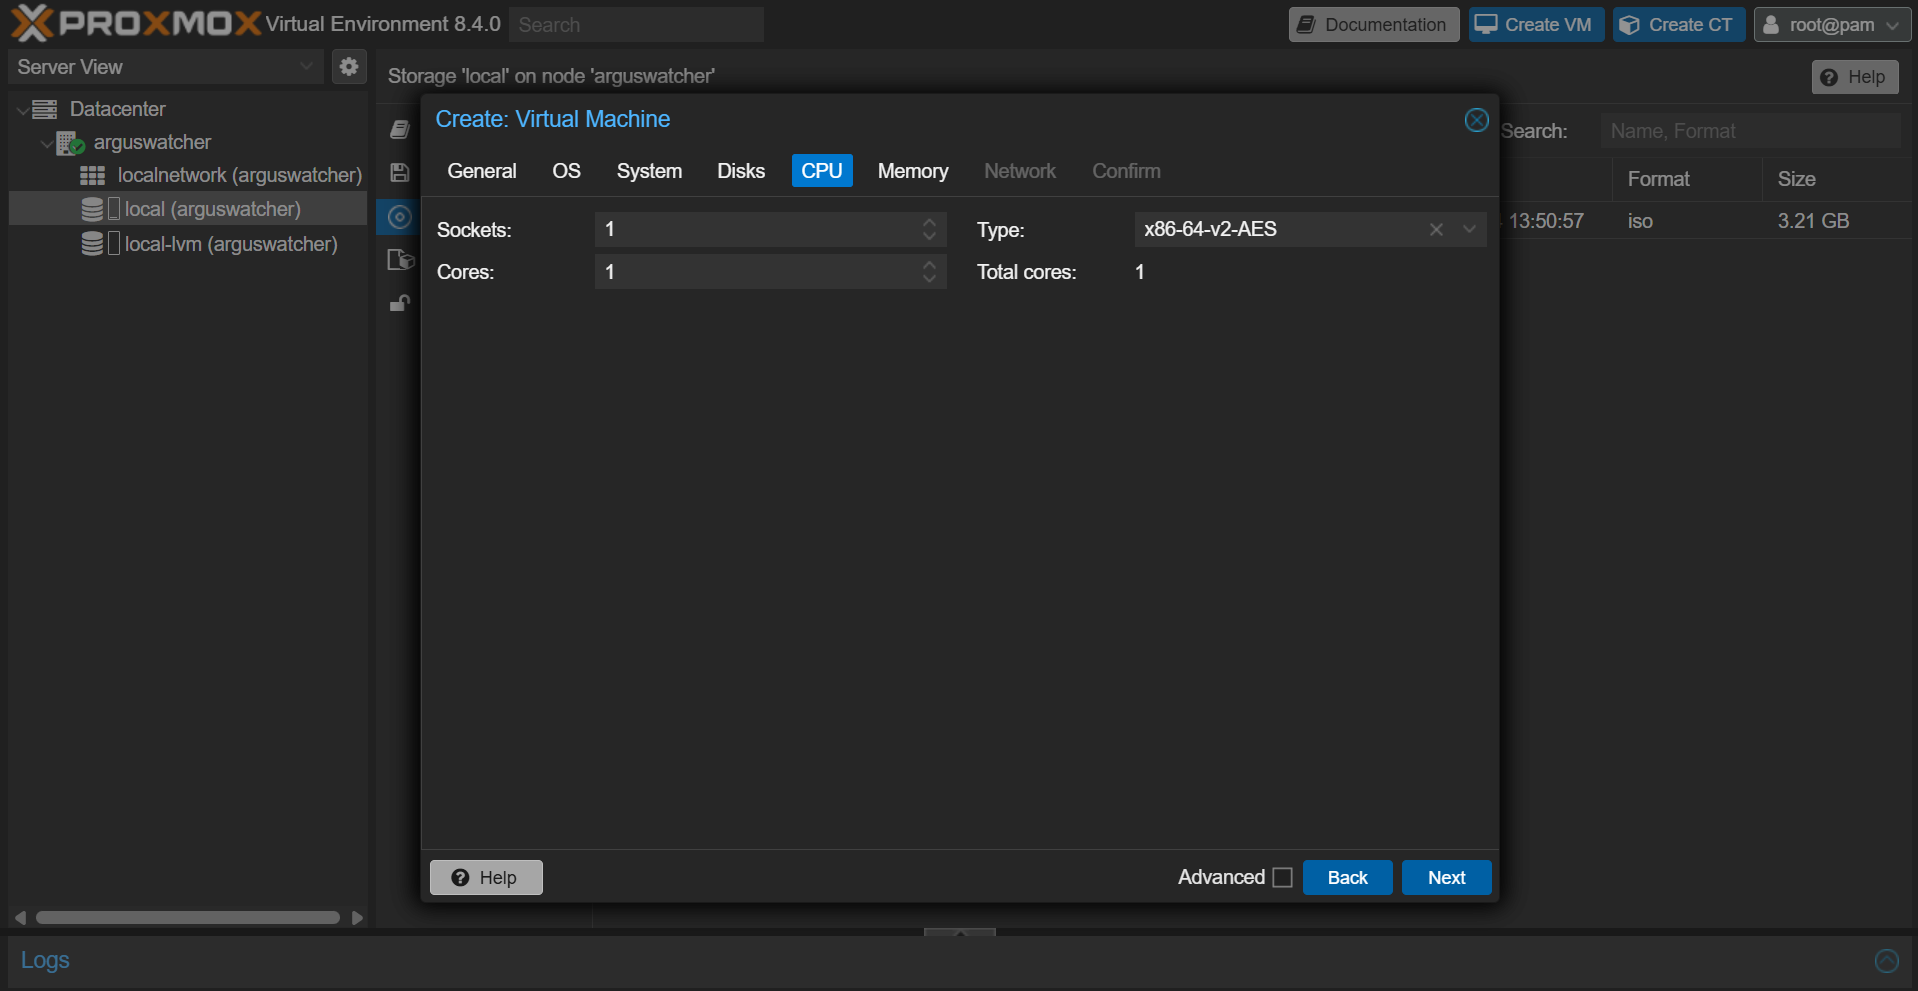 PROXMOX Virtual Environment 8.4.0 Search Documentation Create VM Create CT root@pam
Server View
Storage 'local' on node 'arguswatcher' Help
Datacenter
arguswatcher
localnetwork (arguswatcher)
local (arguswatcher)
local-lvm (arguswatcher)
Create: Virtual Machine
General OS System Disks CPU Memory Network Confirm
Sockets: 1 Type: x86-64-v2-AES
Cores: 1 Total cores: 1
Search: Name, Format
Format Size
13:50:57 iso 3.21 GB
Help Advanced Back Next
Logs